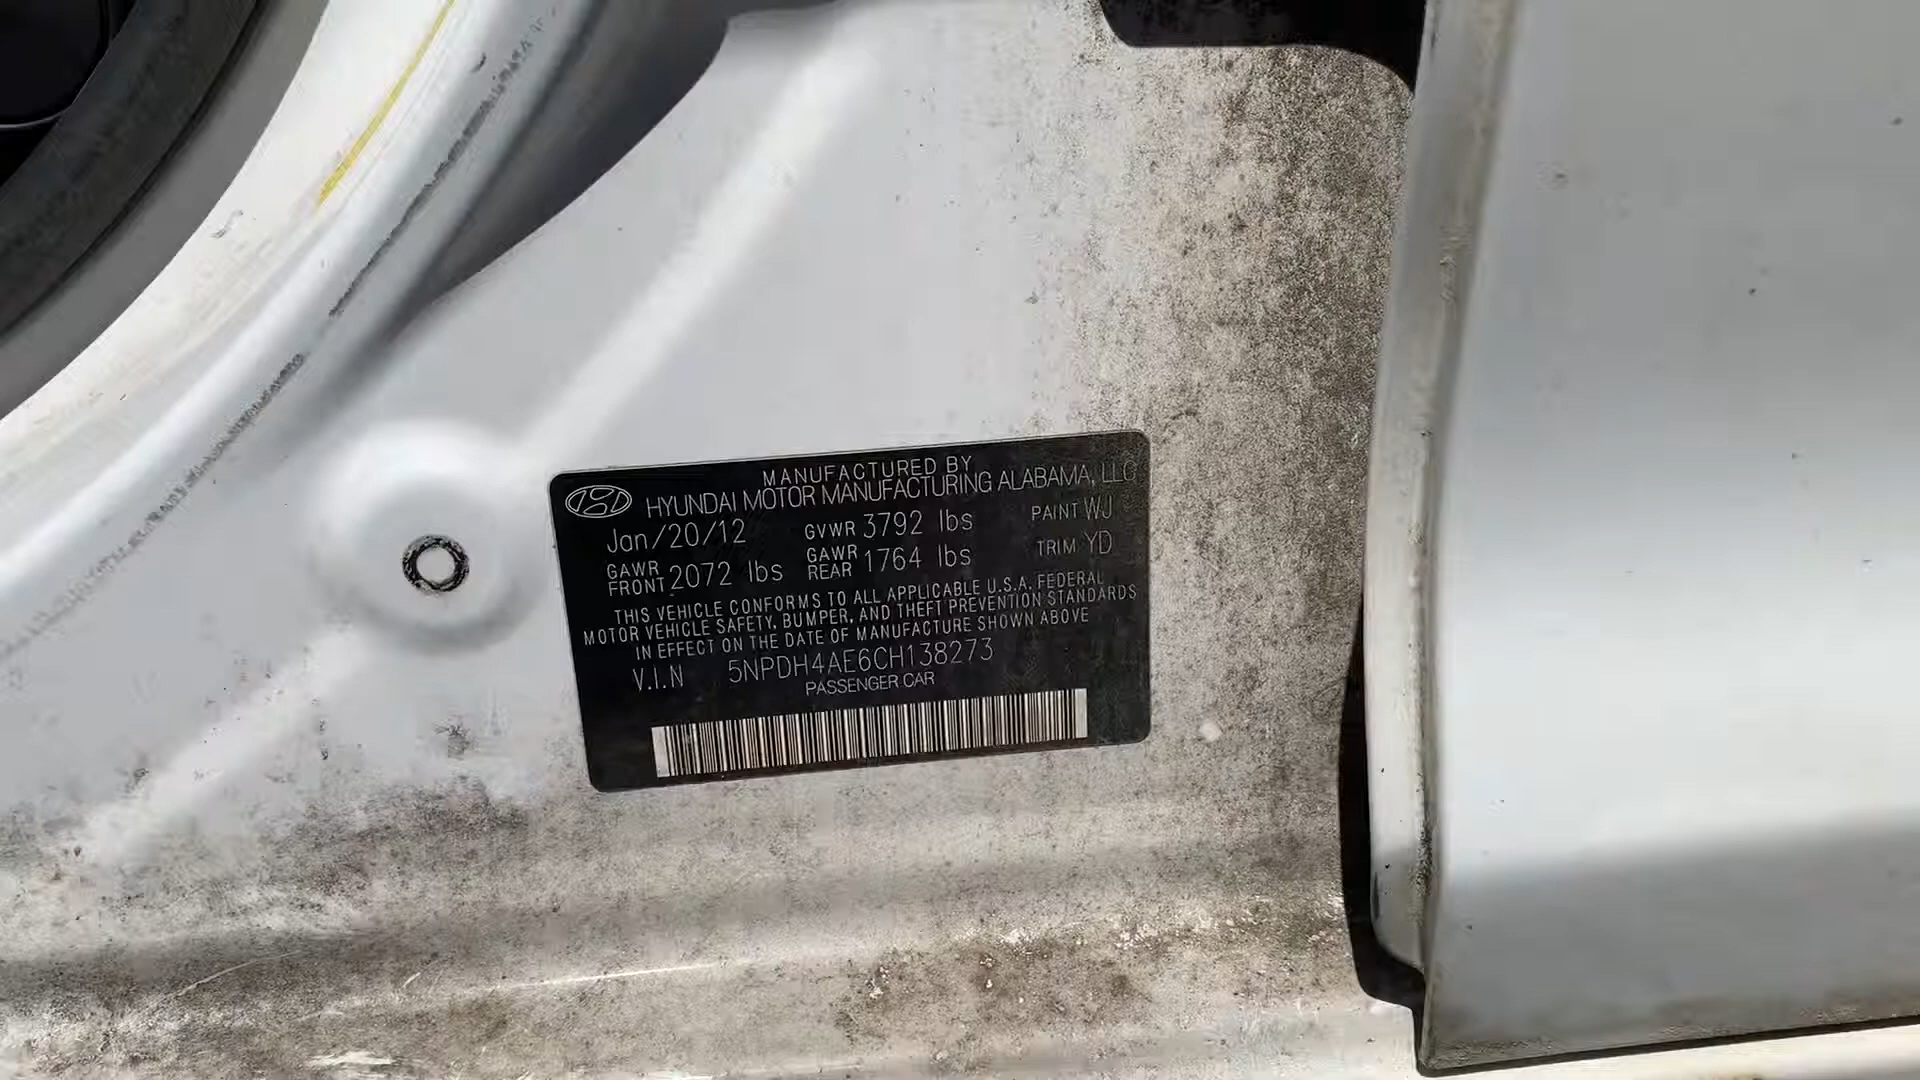 MANUFACTURED BY
HYUNDAI MOTOR MANUFACTURING ALABAMA, LLC
Jan/20/12 GVWR 3792 lbs PAINT WJ
GAWR FRONT 2072 lbs GAWR REAR 1764 lbs TRIM YD
THIS VEHICLE CONFORMS TO ALL APPLICABLE U.S.A. FEDERAL
MOTOR VEHICLE SAFETY, BUMPER, AND THEFT PREVENTION STANDARDS
IN EFFECT ON THE DATE OF MANUFACTURE SHOWN ABOVE
V.I.N 5NPDH4AE6CH138273
PASSENGER CAR